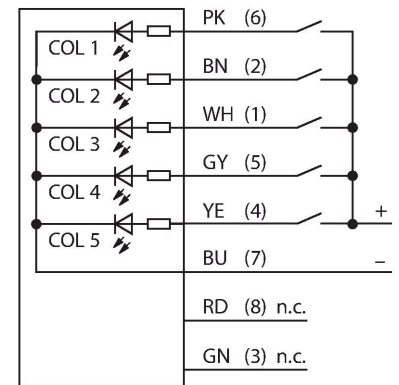 PK (6)
COL 1
BN (2)
COL 2
WH (1)
COL 3
GY (5)
COL 4
YE (4)
+
COL 5
BU (7)
–
RD (8) n.c.
GN (3) n.c.